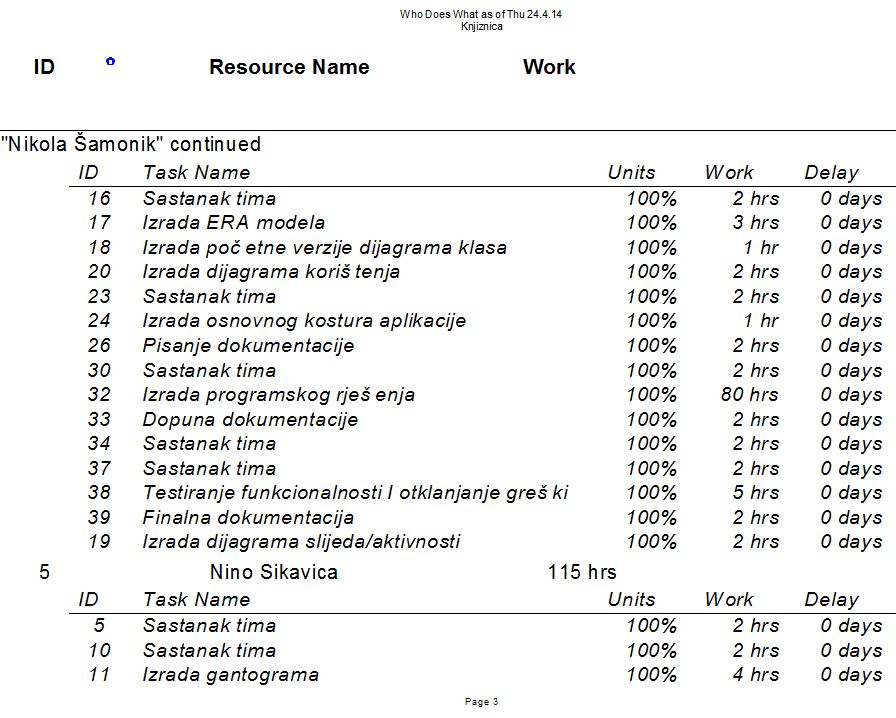 Who Does What as of Thu 24.4.14
Knjiznica
ID Resource Name Work
"Nikola Šamonik" continued
ID Task Name Units Work Delay
16 Sastanak tima 100% 2 hrs 0 days
17 Izrada ERA modela 100% 3 hrs 0 days
18 Izrada poč etne verzije dijagrama klasa 100% 1 hr 0 days
20 Izrada dijagrama koriš tenja 100% 2 hrs 0 days
23 Sastanak tima 100% 2 hrs 0 days
24 Izrada osnovnog kostura aplikacije 100% 1 hr 0 days
26 Pisanje dokumentacije 100% 2 hrs 0 days
30 Sastanak tima 100% 2 hrs 0 days
32 Izrada programskog rješ enja 100% 80 hrs 0 days
33 Dopuna dokumentacije 100% 2 hrs 0 days
34 Sastanak tima 100% 2 hrs 0 days
37 Sastanak tima 100% 2 hrs 0 days
38 Testiranje funkcionalnosti I otklanjanje greš ki 100% 5 hrs 0 days
39 Finalna dokumentacija 100% 2 hrs 0 days
19 Izrada dijagrama slijeda/aktivnosti 100% 2 hrs 0 days
5 Nino Sikavica 115 hrs
ID Task Name Units Work Delay
5 Sastanak tima 100% 2 hrs 0 days
10 Sastanak tima 100% 2 hrs 0 days
11 Izrada gantograma 100% 4 hrs 0 days
Page 3